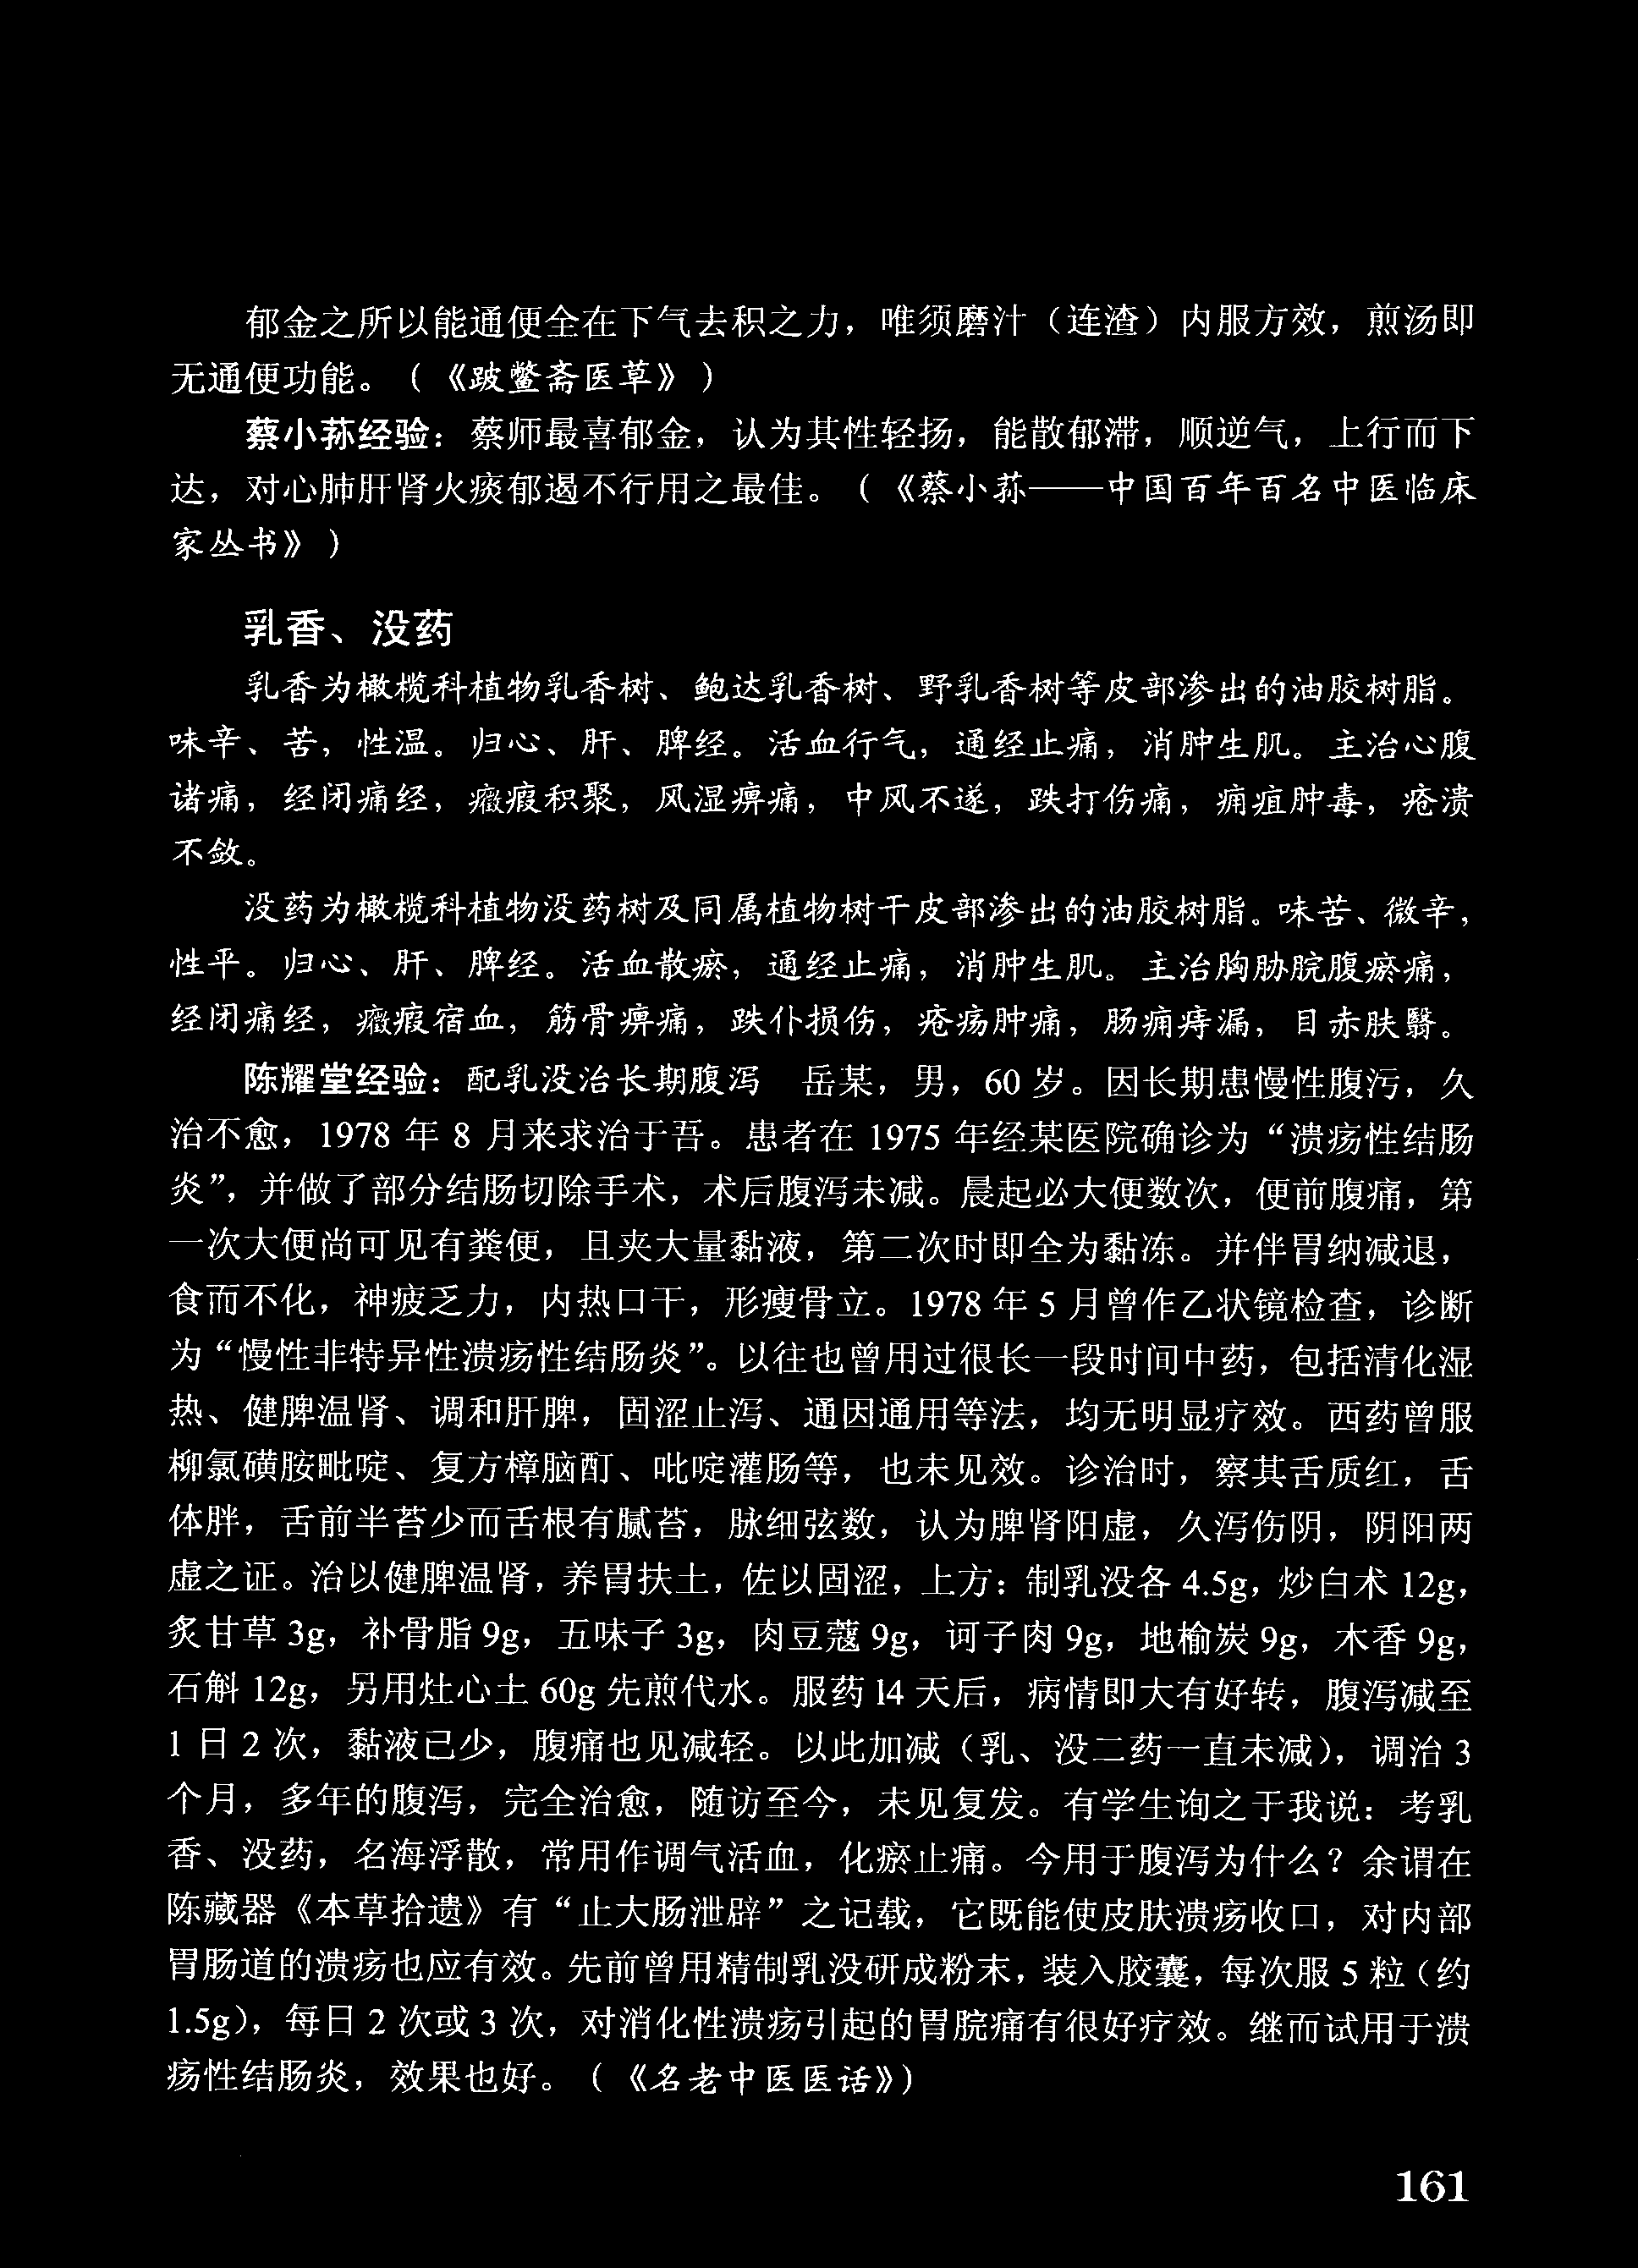 郁金之所以能通便全在下气去积之力，唯须磨汁（连渣）内服方效，煎汤即
无通便功能。（《跛鳖斋医草》）
蔡小荪经验：蔡师最喜郁金，认为其性轻扬，能散郁滞，顺逆气，上行而下
达，对心肺肝肾火痰郁遏不行用之最佳。（《蔡小荪——中国百年百名中医临床
家丛书》）
乳香、没药
乳香为橄榄科植物乳香树、鲍达乳香树、野乳香树等皮部渗出的油胶树脂。
味辛、苦，性温。归心、肝、脾经。活血行气，通经止痛，消肿生肌。主治心腹
诸痛，经闭痛经，癥瘕积聚，风湿痹痛，中风不遂，跌打伤痛，痈疽肿毒，疮溃
不敛。
没药为橄榄科植物没药树及同属植物树干皮部渗出的油胶树脂。味苦、微辛，
性平。归心、肝、脾经。活血散瘀，通经止痛，消肿生肌。主治胸胁脘腹瘀痛，
经闭痛经，癥瘕宿血，筋骨痹痛，跌仆损伤，疮疡肿痛，肠痈痔漏，目赤肤翳。
陈耀堂经验：配乳没治长期腹泻　岳某，男，60 岁。因长期患慢性腹污，久
治不愈，1978 年 8 月来求治于吾。患者在 1975 年经某医院确诊为“溃疡性结肠
炎”，并做了部分结肠切除手术，术后腹泻未减。晨起必大便数次，便前腹痛，第
一次大便尚可见有粪便，且夹大量黏液，第二次时即全为黏冻。并伴胃纳减退，
食而不化，神疲乏力，内热口干，形瘦骨立。1978 年 5 月曾作乙状镜检查，诊断
为“慢性非特异性溃疡性结肠炎”。以往也曾用过很长一段时间中药，包括清化湿
热、健脾温肾、调和肝脾，固涩止泻、通因通用等法，均无明显疗效。西药曾服
柳氯磺胺毗啶、复方樟脑酊、吡啶灌肠等，也未见效。诊治时，察其舌质红，舌
体胖，舌前半苔少而舌根有腻苔，脉细弦数，认为脾肾阳虚，久泻伤阴，阴阳两
虚之证。治以健脾温肾，养胃扶土，佐以固涩，上方：制乳没各 4.5g，炒白术 12g，
炙甘草 3g，补骨脂 9g，五味子 3g，肉豆蔻 9g，诃子肉 9g，地榆炭 9g，木香 9g，
石斛 12g，另用灶心土 60g 先煎代水。服药 14 天后，病情即大有好转，腹泻减至
1 日 2 次，黏液已少，腹痛也见减轻。以此加减（乳、没二药一直未减），调治 3
个月，多年的腹泻，完全治愈，随访至今，未见复发。有学生询之于我说：考乳
香、没药，名海浮散，常用作调气活血，化瘀止痛。今用于腹泻为什么？余谓在
陈藏器《本草拾遗》有“止大肠泄辟”之记载，它既能使皮肤溃疡收口，对内部
胃肠道的溃疡也应有效。先前曾用精制乳没研成粉末，装入胶囊，每次服 5 粒（约
1.5g），每日 2 次或 3 次，对消化性溃疡引起的胃脘痛有很好疗效。继而试用于溃
疡性结肠炎，效果也好。（《名老中医医话》）
161